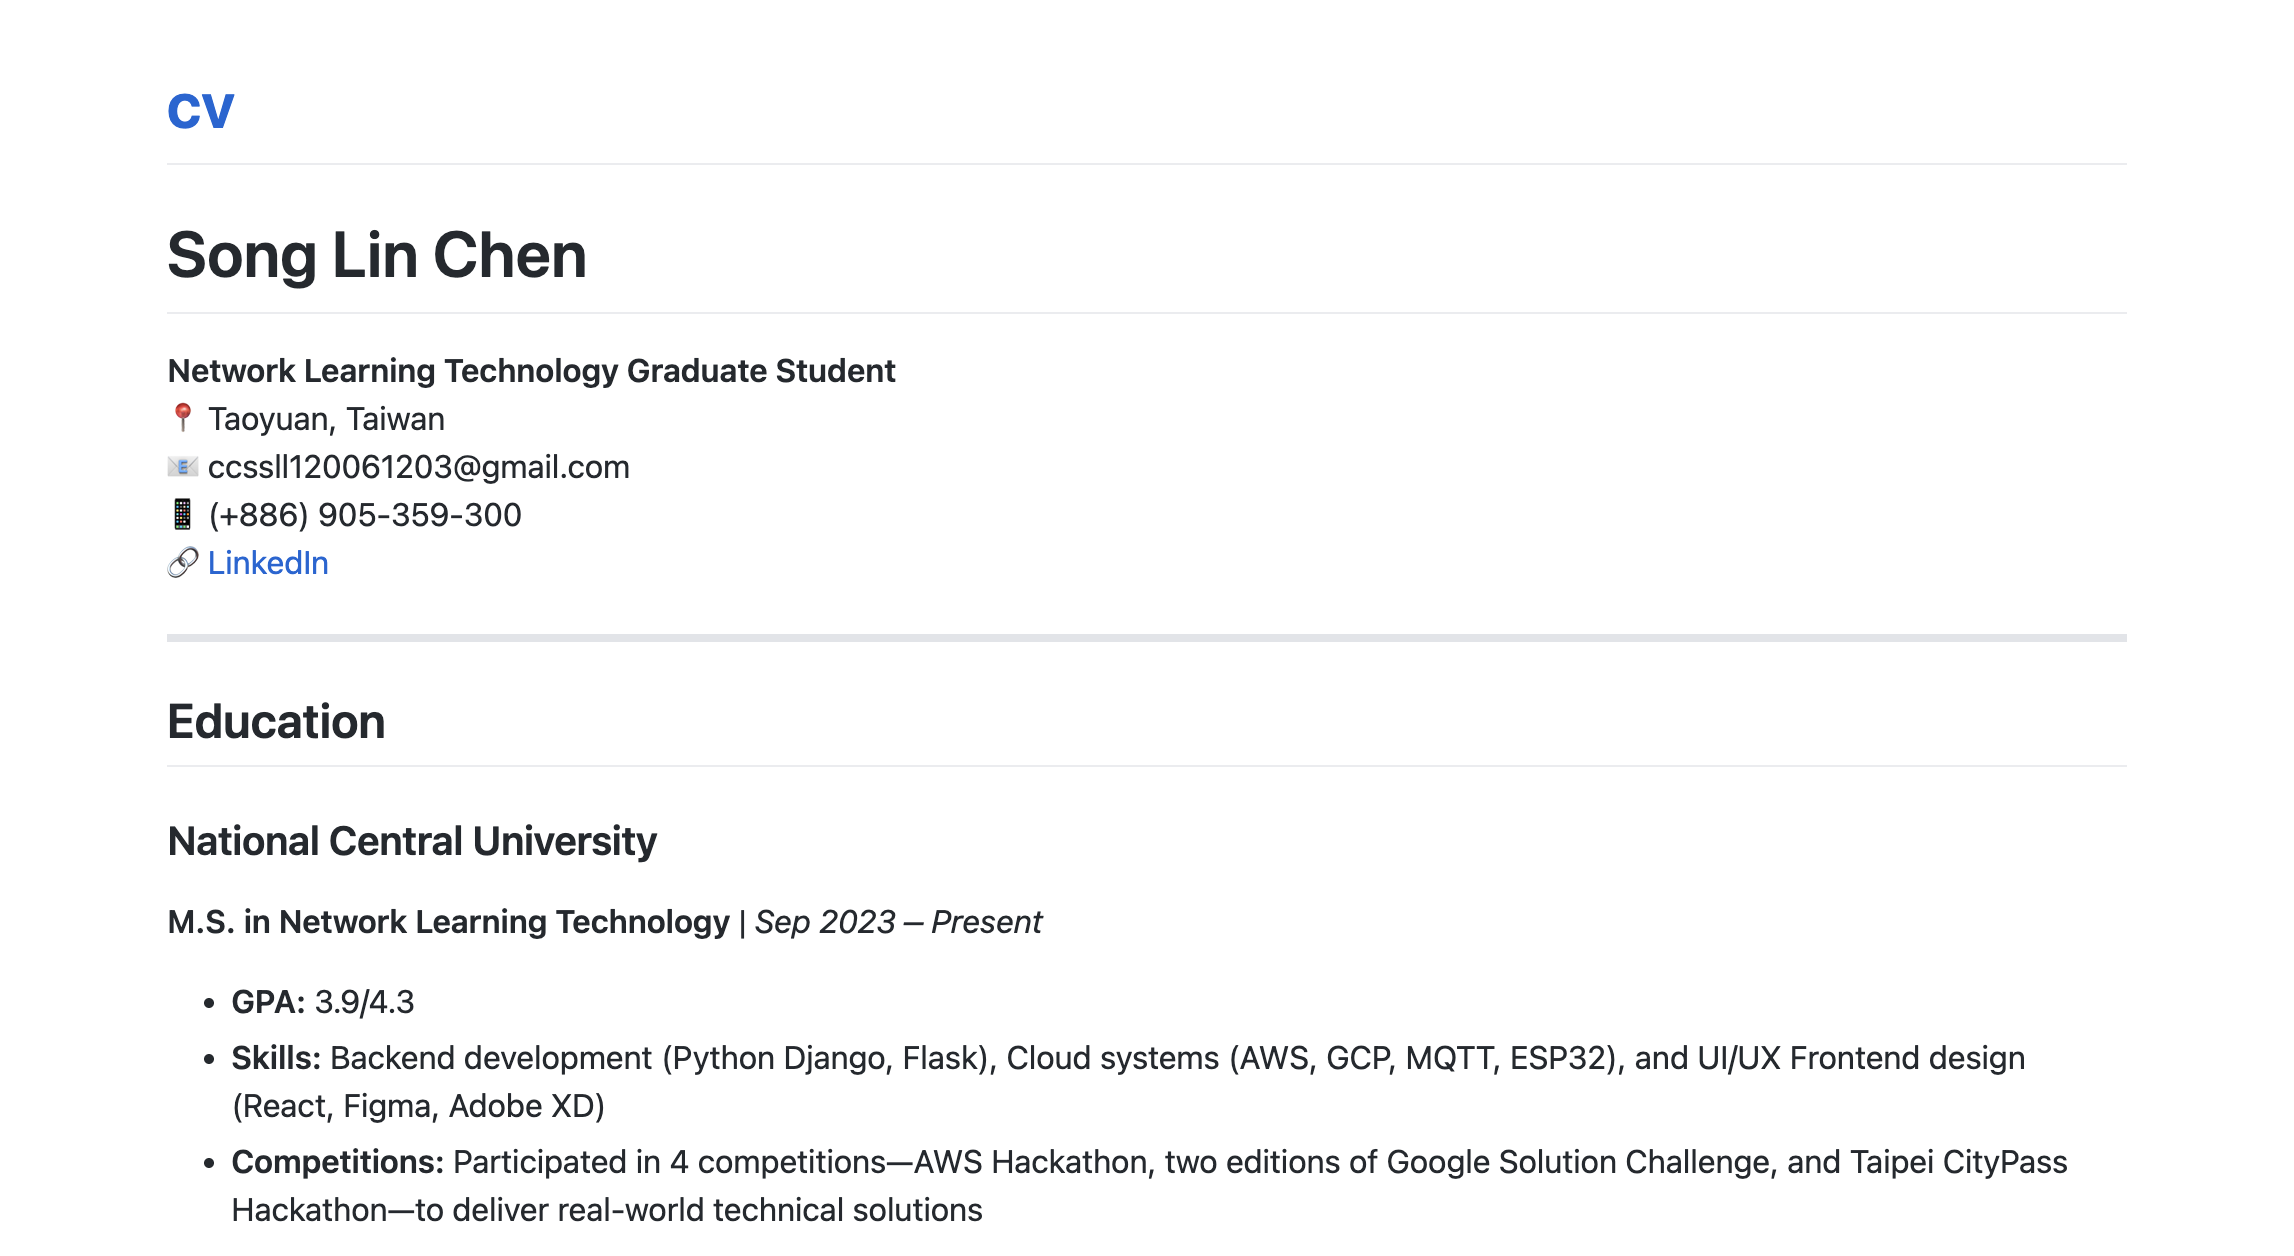 cv
Song Lin Chen
Network Learning Technology Graduate Student
📍 Taoyuan, Taiwan
📧 ccssll120061203@gmail.com
📱 (+886) 905-359-300
🔗 LinkedIn
Education
National Central University
M.S. in Network Learning Technology | Sep 2023 – Present
• GPA: 3.9/4.3
• Skills: Backend development (Python Django, Flask), Cloud systems (AWS, GCP, MQTT, ESP32), and UI/UX Frontend design
(React, Figma, Adobe XD)
• Competitions: Participated in 4 competitions—AWS Hackathon, two editions of Google Solution Challenge, and Taipei CityPass
Hackathon—to deliver real-world technical solutions